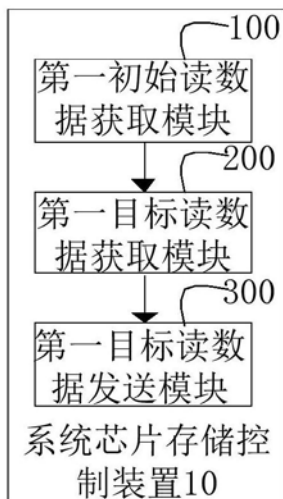 100
第一初始读数
据获取模块
200
第一目标读数
据获取模块
300
第一目标读数
据发送模块
系统芯片存储控
制装置10